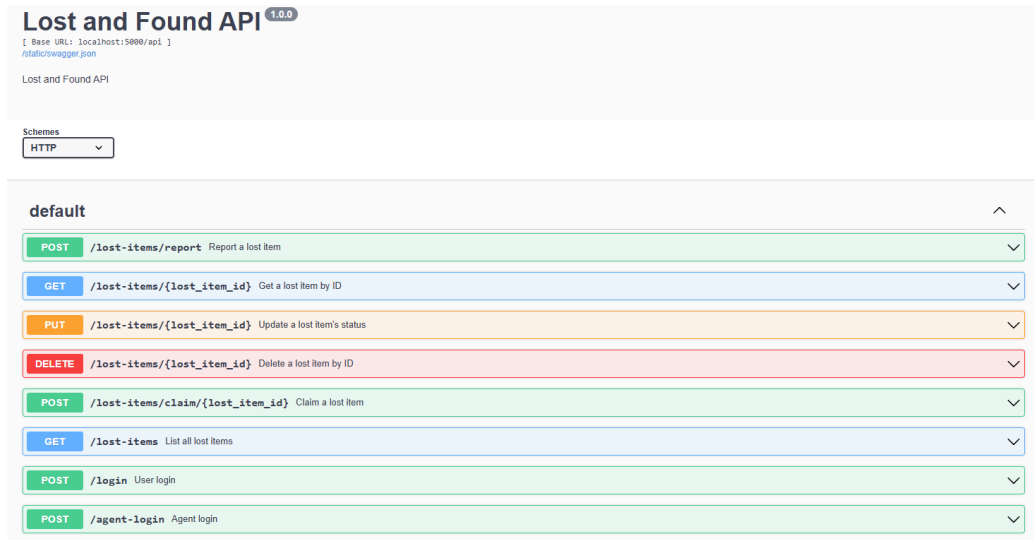 Lost and Found API 1.0.0
[ Base URL: localhost:5000/api ]
/static/swagger.json
Lost and Found API
Schemes
HTTP
default
POST /lost-items/report Report a lost item
GET /lost-items/{lost_item_id} Get a lost item by ID
PUT /lost-items/{lost_item_id} Update a lost item's status
DELETE /lost-items/{lost_item_id} Delete a lost item by ID
POST /lost-items/claim/{lost_item_id} Claim a lost item
GET /lost-items List all lost items
POST /login User login
POST /agent-login Agent login